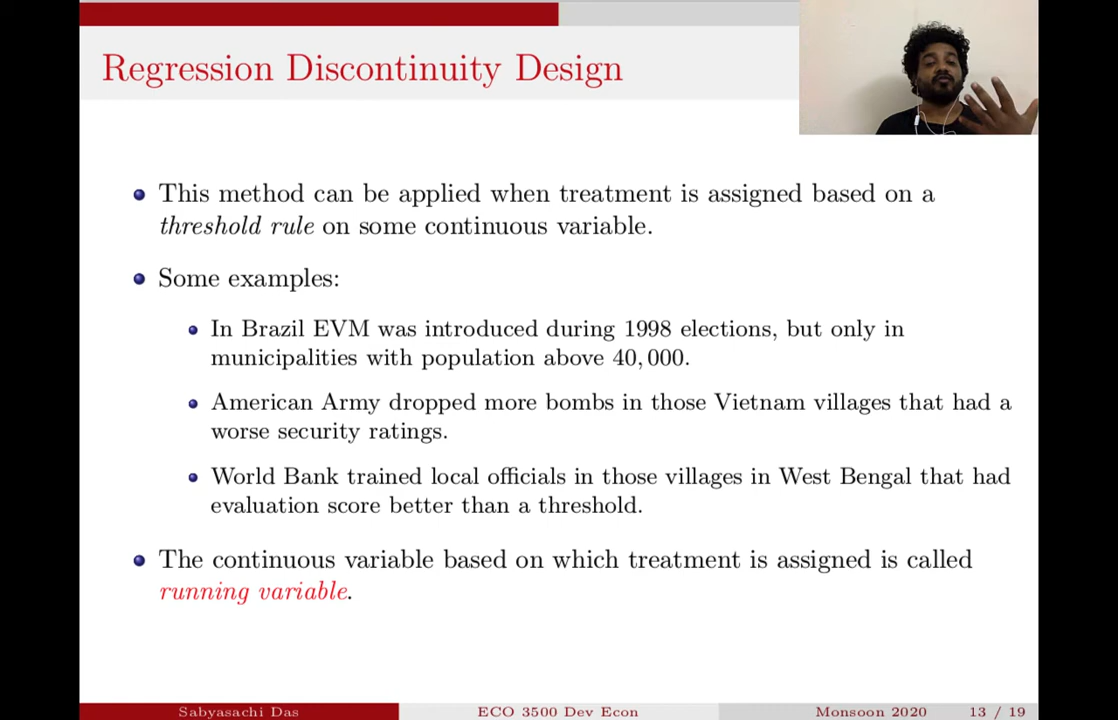 Regression Discontinuity Design
This method can be applied when treatment is assigned based on a
threshold rule on some continuous variable.
Some examples:
In Brazil EVM was introduced during 1998 elections, but only in
municipalities with population above 40,000.
American Army dropped more bombs in those Vietnam villages that had a
worse security ratings.
World Bank trained local officials in those villages in West Bengal that had
evaluation score better than a threshold.
The continuous variable based on which treatment is assigned is called
running variable.
Sabyasachi Das ECO 3500 Dev Econ Monsoon 2020 13 / 19